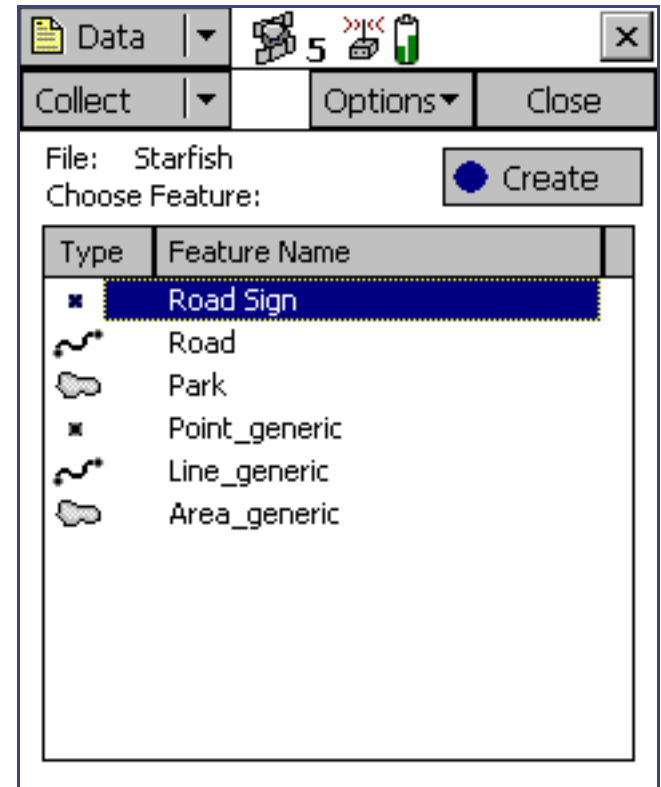 Data 5
Collect Options Close
File: Starfish
Choose Feature:
Create
Type Feature Name
Road Sign
Road
Park
Point_generic
Line_generic
Area_generic